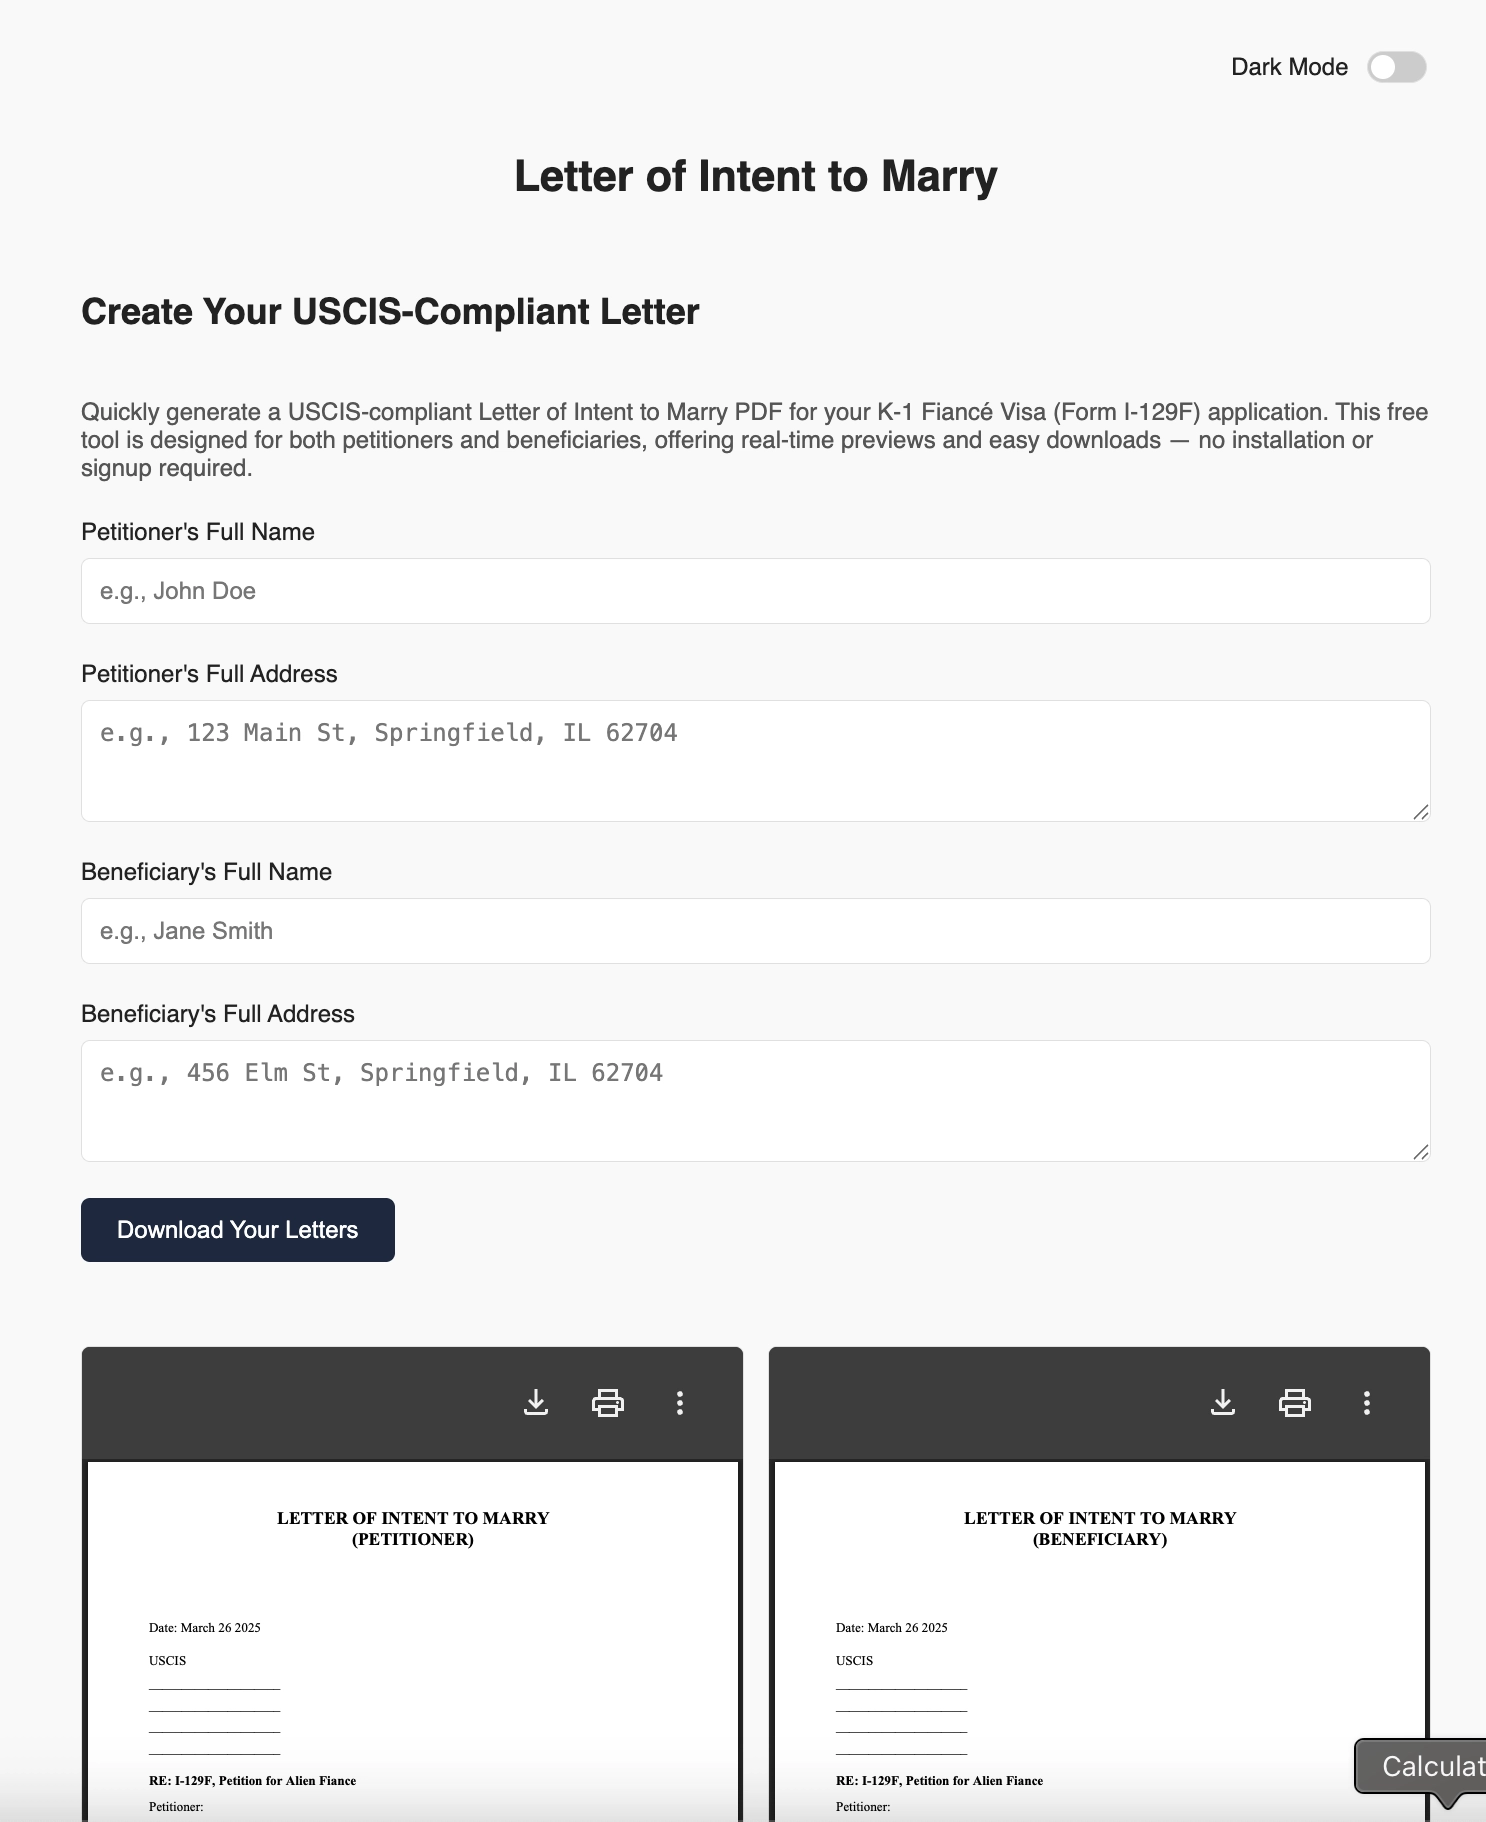 Dark Mode
Letter of Intent to Marry
Create Your USCIS-Compliant Letter
Quickly generate a USCIS-compliant Letter of Intent to Marry PDF for your K-1 Fiancé Visa (Form I-129F) application. This free
tool is designed for both petitioners and beneficiaries, offering real-time previews and easy downloads — no installation or
signup required.
Petitioner's Full Name
e.g., John Doe
Petitioner's Full Address
e.g., 123 Main St, Springfield, IL 62704
Beneficiary's Full Name
e.g., Jane Smith
Beneficiary's Full Address
e.g., 456 Elm St, Springfield, IL 62704
Download Your Letters
LETTER OF INTENT TO MARRY
(PETITIONER)
Date: March 26 2025
USCIS
RE: I-129F, Petition for Alien Fiance
Petitioner:
LETTER OF INTENT TO MARRY
(BENEFICIARY)
Date: March 26 2025
USCIS
RE: I-129F, Petition for Alien Fiance
Petitioner:
Calculat